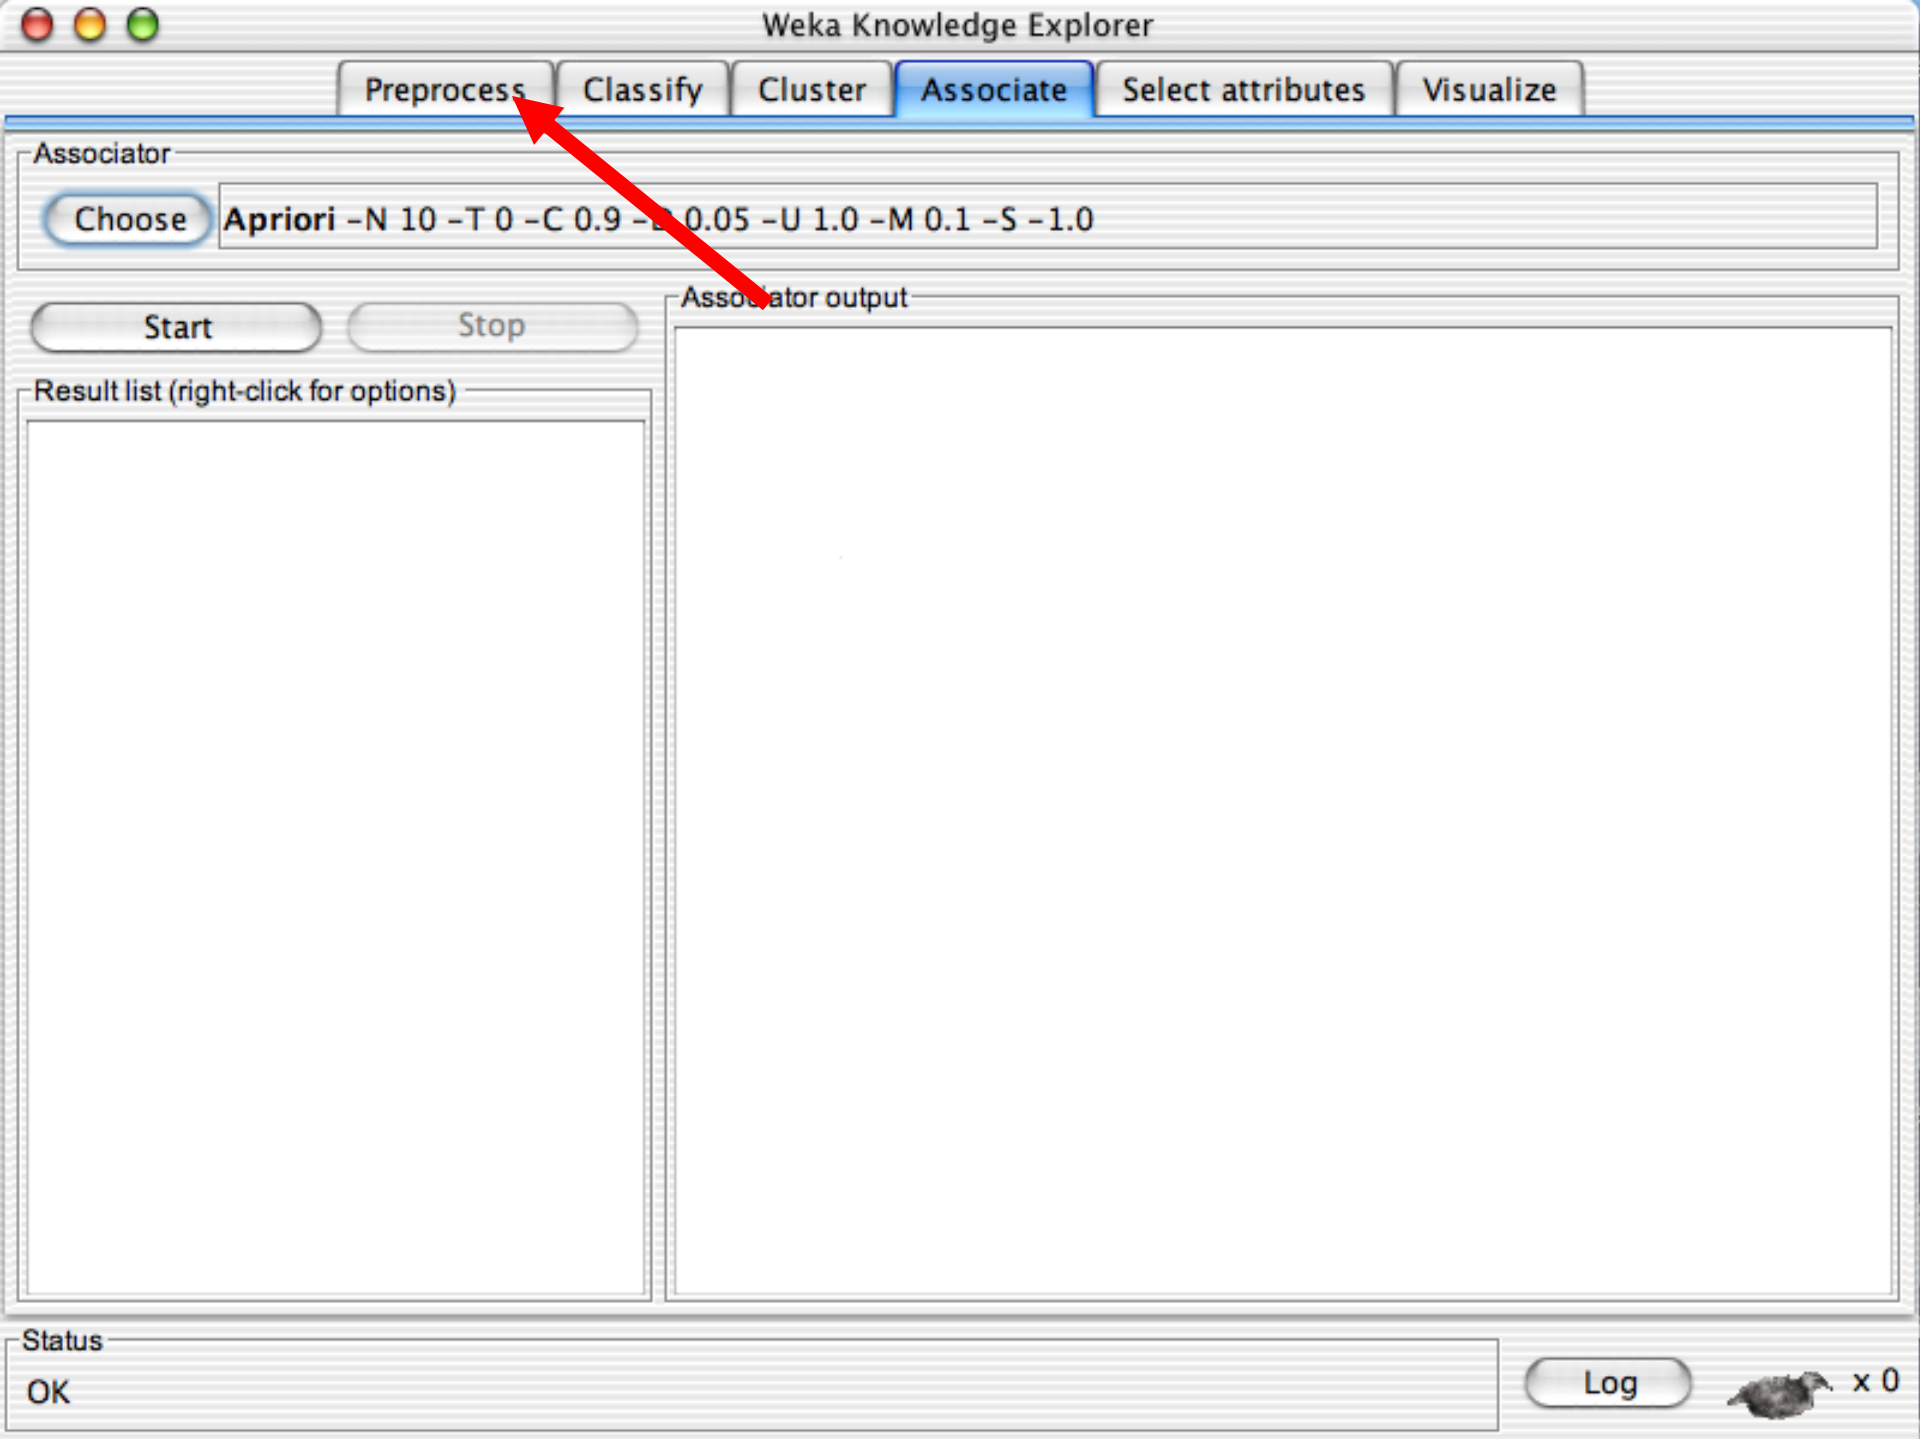 Weka Knowledge Explorer
Preprocess Classify Cluster Associate Select attributes Visualize
Associator
Choose Apriori -N 10 -T 0 -C 0.9 0.05 -U 1.0 -M 0.1 -S -1.0
Start Stop
Associator output
Result list (right-click for options)
Status
OK
Log x 0